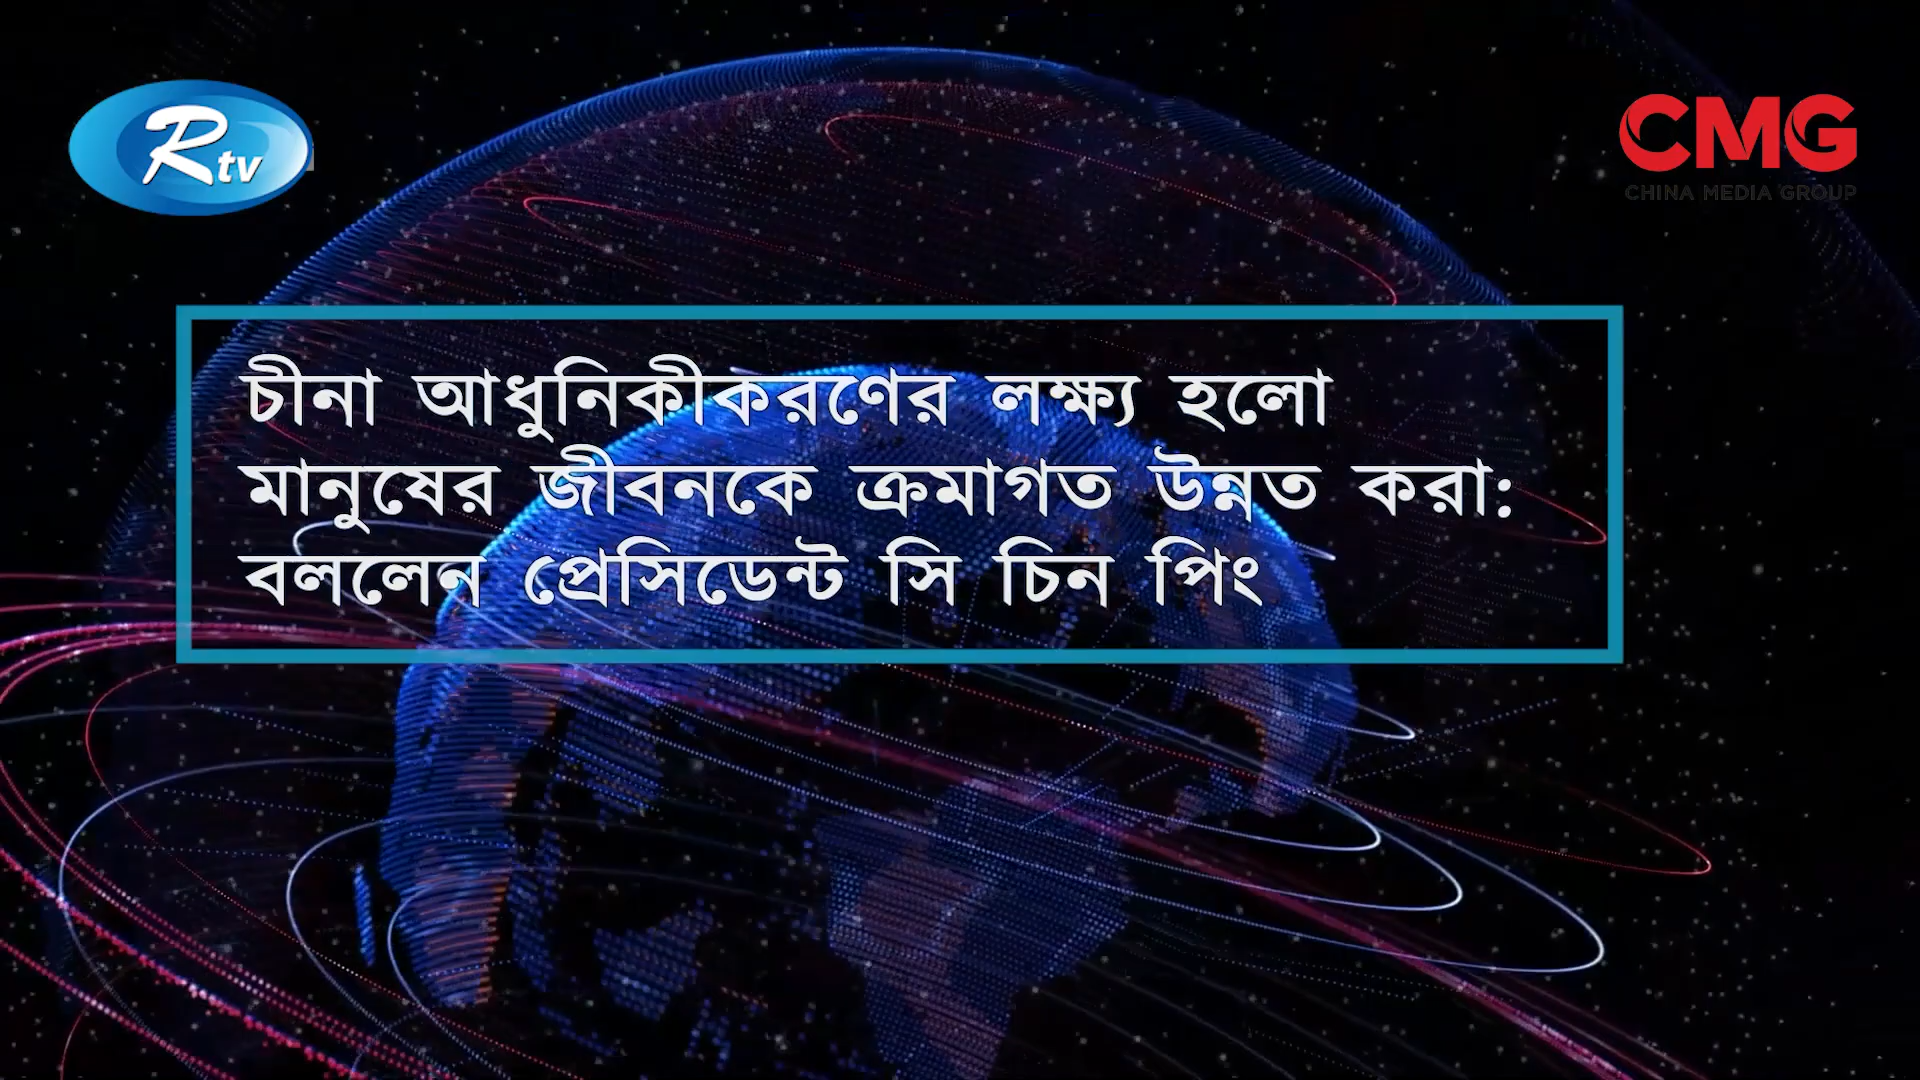 Rtv
CMG
CHINA MEDIA GROUP
চীনা আধুনিকীকরণের লক্ষ্য হলো
মানুষের জীবনকে ক্রমাগত উন্নত করা:
বললেন প্রেসিডেন্ট সি চিন পিং